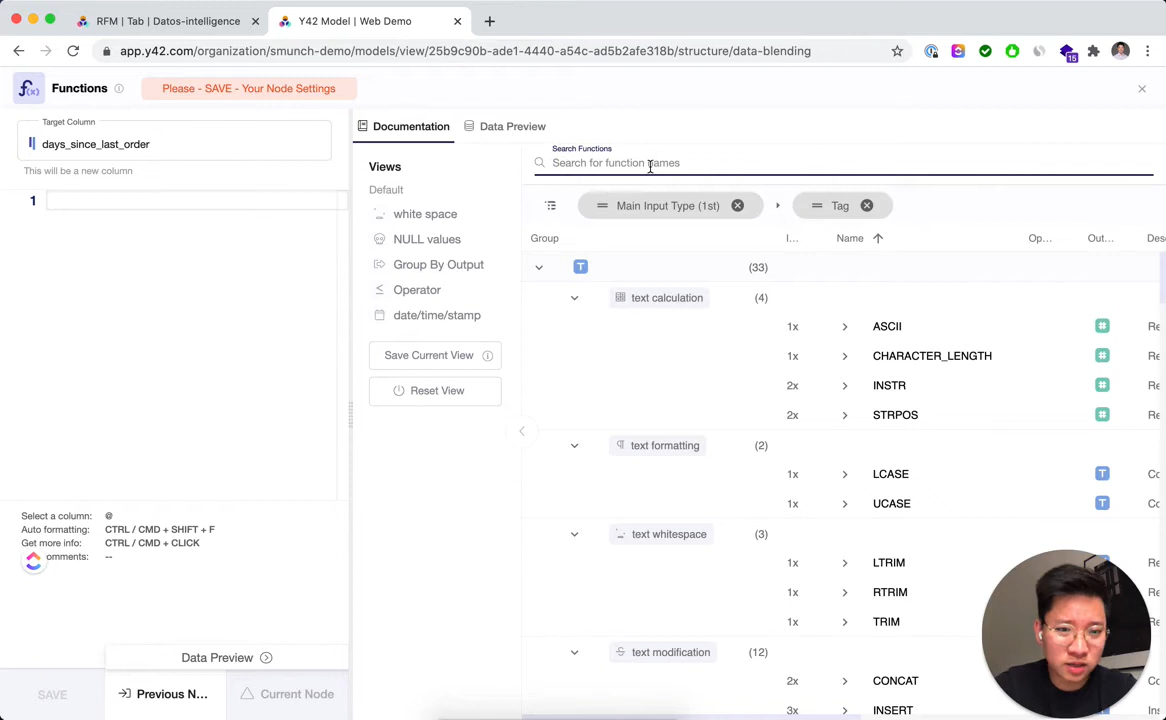 RFM | Tab | Datos-intelligence
Y42 Model | Web Demo
app.y42.com/organization/smunch-demo/models/view/25b9c90b-ade1-4440-a54c-ad5b2afe318b/structure/data-blending
15
f(x) Functions
Please - SAVE - Your Node Settings
Target Column
days_since_last_order
This will be a new column
1
Select a column: @
Auto formatting: CTRL / CMD + SHIFT + F
Get more info: CTRL / CMD + CLICK
omments: --
Data Preview
SAVE
Previous N...
Current Node
Documentation
Data Preview
Views
Default
white space
NULL values
Group By Output
Operator
date/time/stamp
Save Current View
Reset View
Search Functions
Search for function names
Main Input Type (1st)
Tag
Group I... Name Op... Out... Des
T (33)
text calculation (4)
1x ASCII # Re
1x CHARACTER_LENGTH # Re
2x INSTR # Re
2x STRPOS # Re
text formatting (2)
1x LCASE T Co
1x UCASE T Co
text whitespace (3)
1x LTRIM Re
1x RTRIM Re
1x TRIM Re
text modification (12)
2x CONCAT Co
3x INSERT Ins